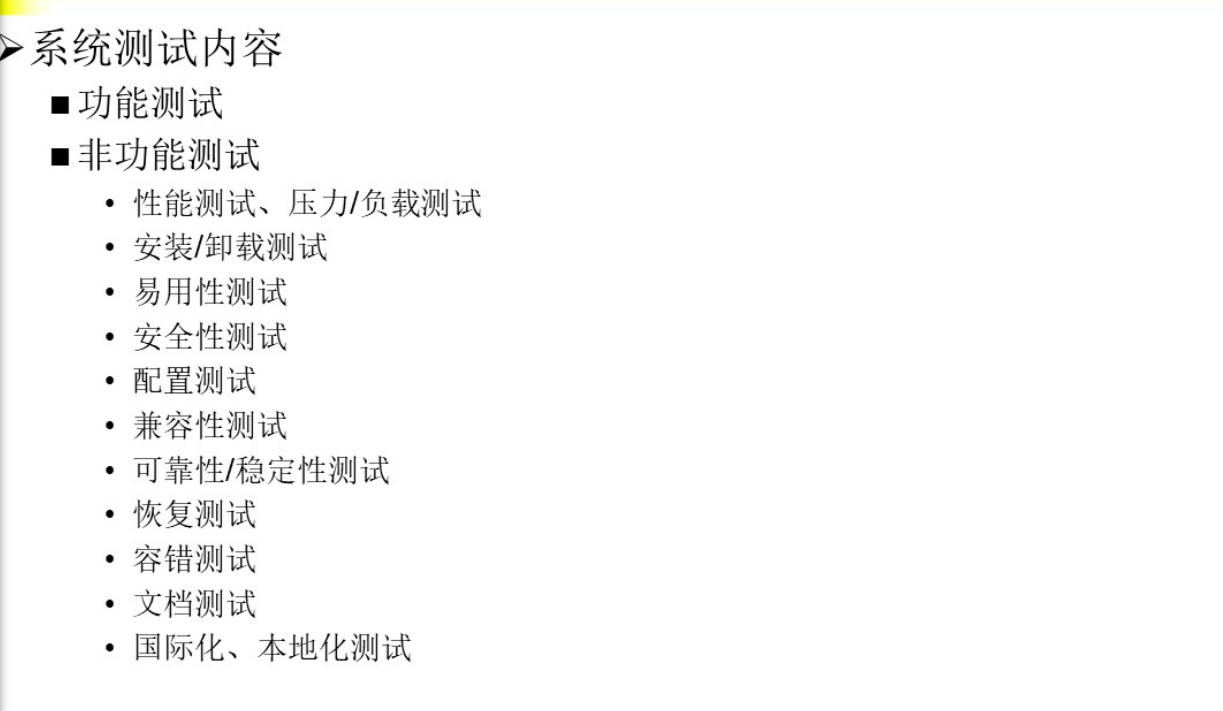 ➢系统测试内容
■功能测试
■非功能测试
• 性能测试、压力/负载测试
• 安装/卸载测试
• 易用性测试
• 安全性测试
• 配置测试
• 兼容性测试
• 可靠性/稳定性测试
• 恢复测试
• 容错测试
• 文档测试
• 国际化、本地化测试